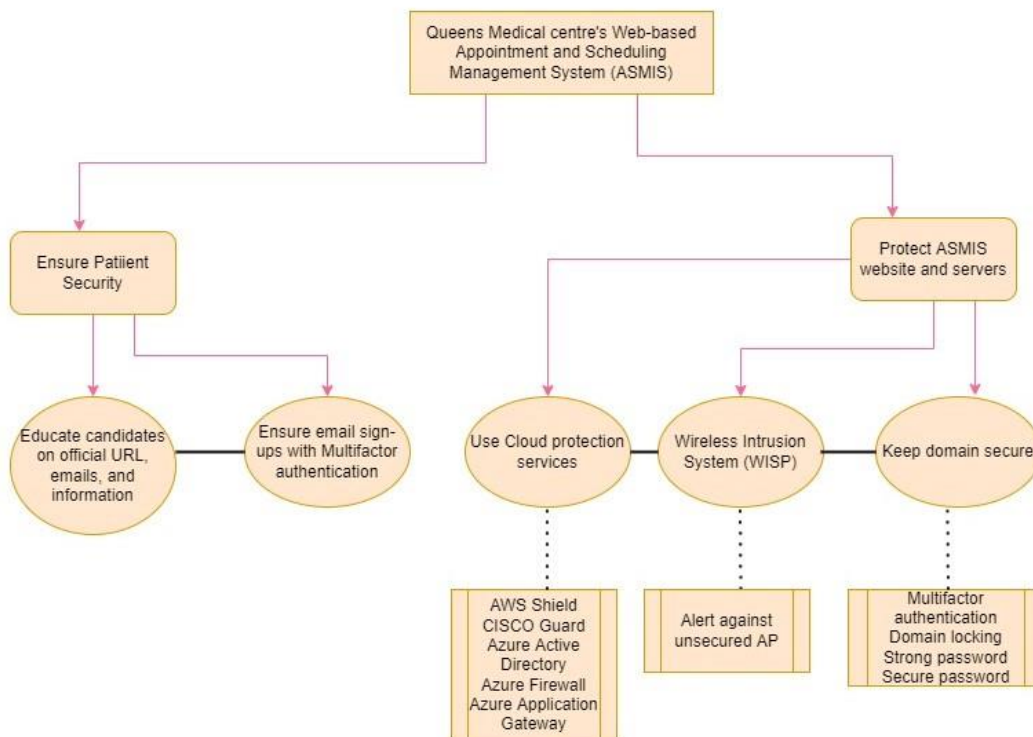 Queens Medical centre's Web-based
Appointment and Scheduling
Management System (ASMIS)
Ensure Patiient
Security
Protect ASMIS
website and servers
Educate candidates
on official URL,
emails, and
information
Ensure email sign-
ups with Multifactor
authentication
Use Cloud protection
services
Wireless Intrusion
System (WISP)
Keep domain secure
AWS Shield
CISCO Guard
Azure Active
Directory
Azure Firewall
Azure Application
Gateway
Alert against
unsecured AP
Multifactor
authentication
Domain locking
Strong password
Secure password